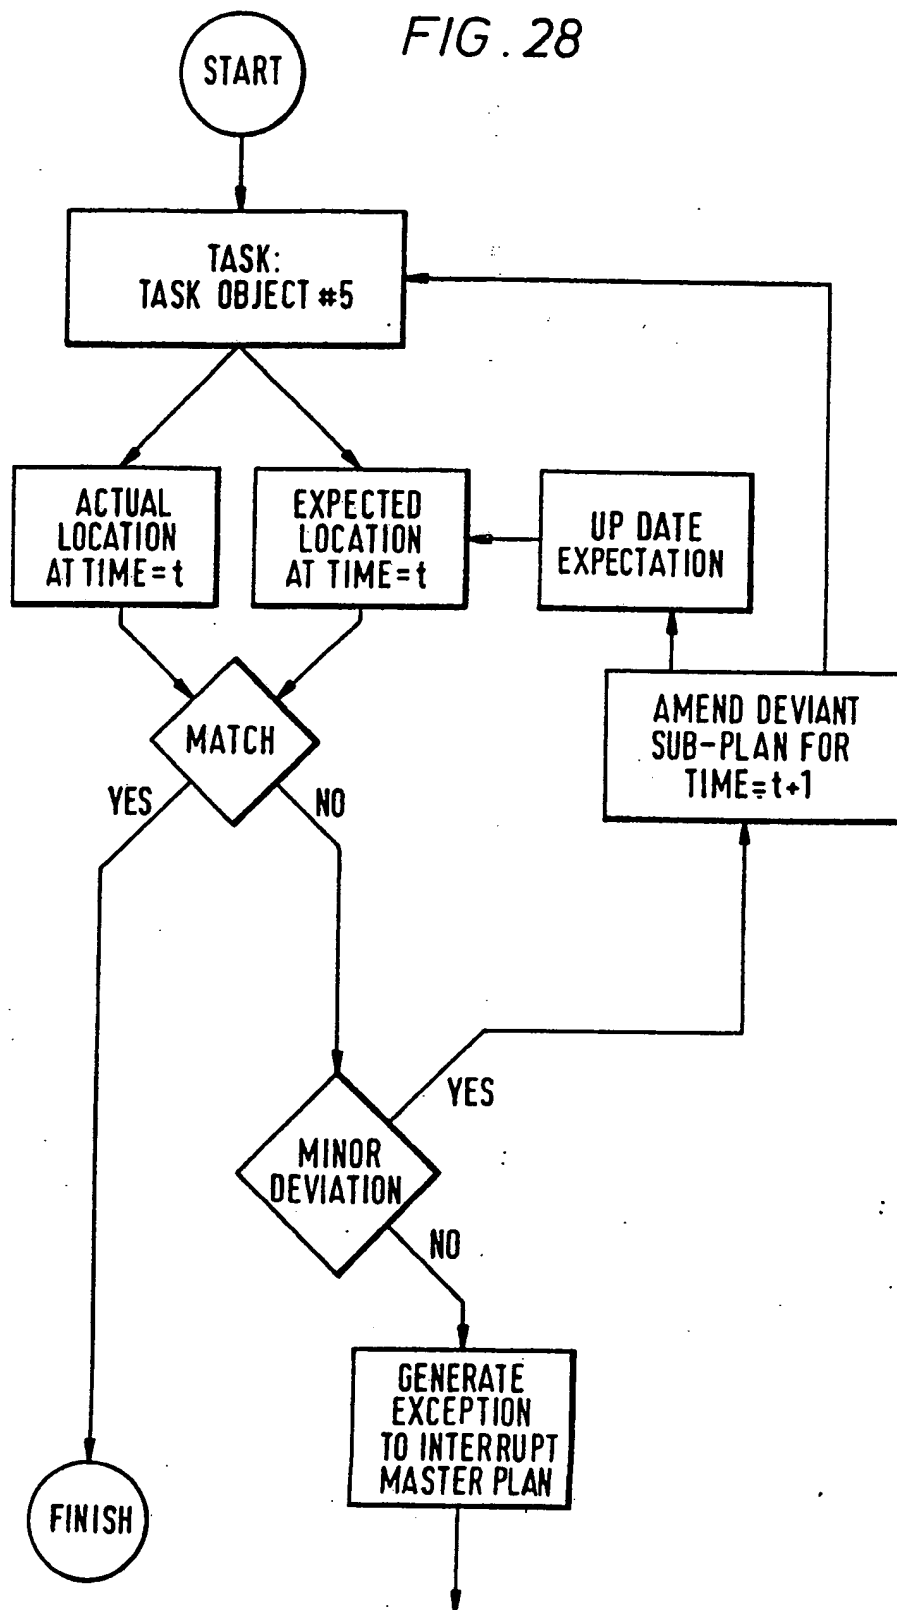 FIG. 28
START
TASK:
TASK OBJECT #5
ACTUAL
LOCATION
AT TIME=t
EXPECTED
LOCATION
AT TIME=t
UP DATE
EXPECTATION
MATCH
AMEND DEVIANT
SUB-PLAN FOR
TIME=t+1
YES
NO
YES
MINOR
DEVIATION
NO
GENERATE
EXCEPTION
TO INTERRUPT
MASTER PLAN
FINISH